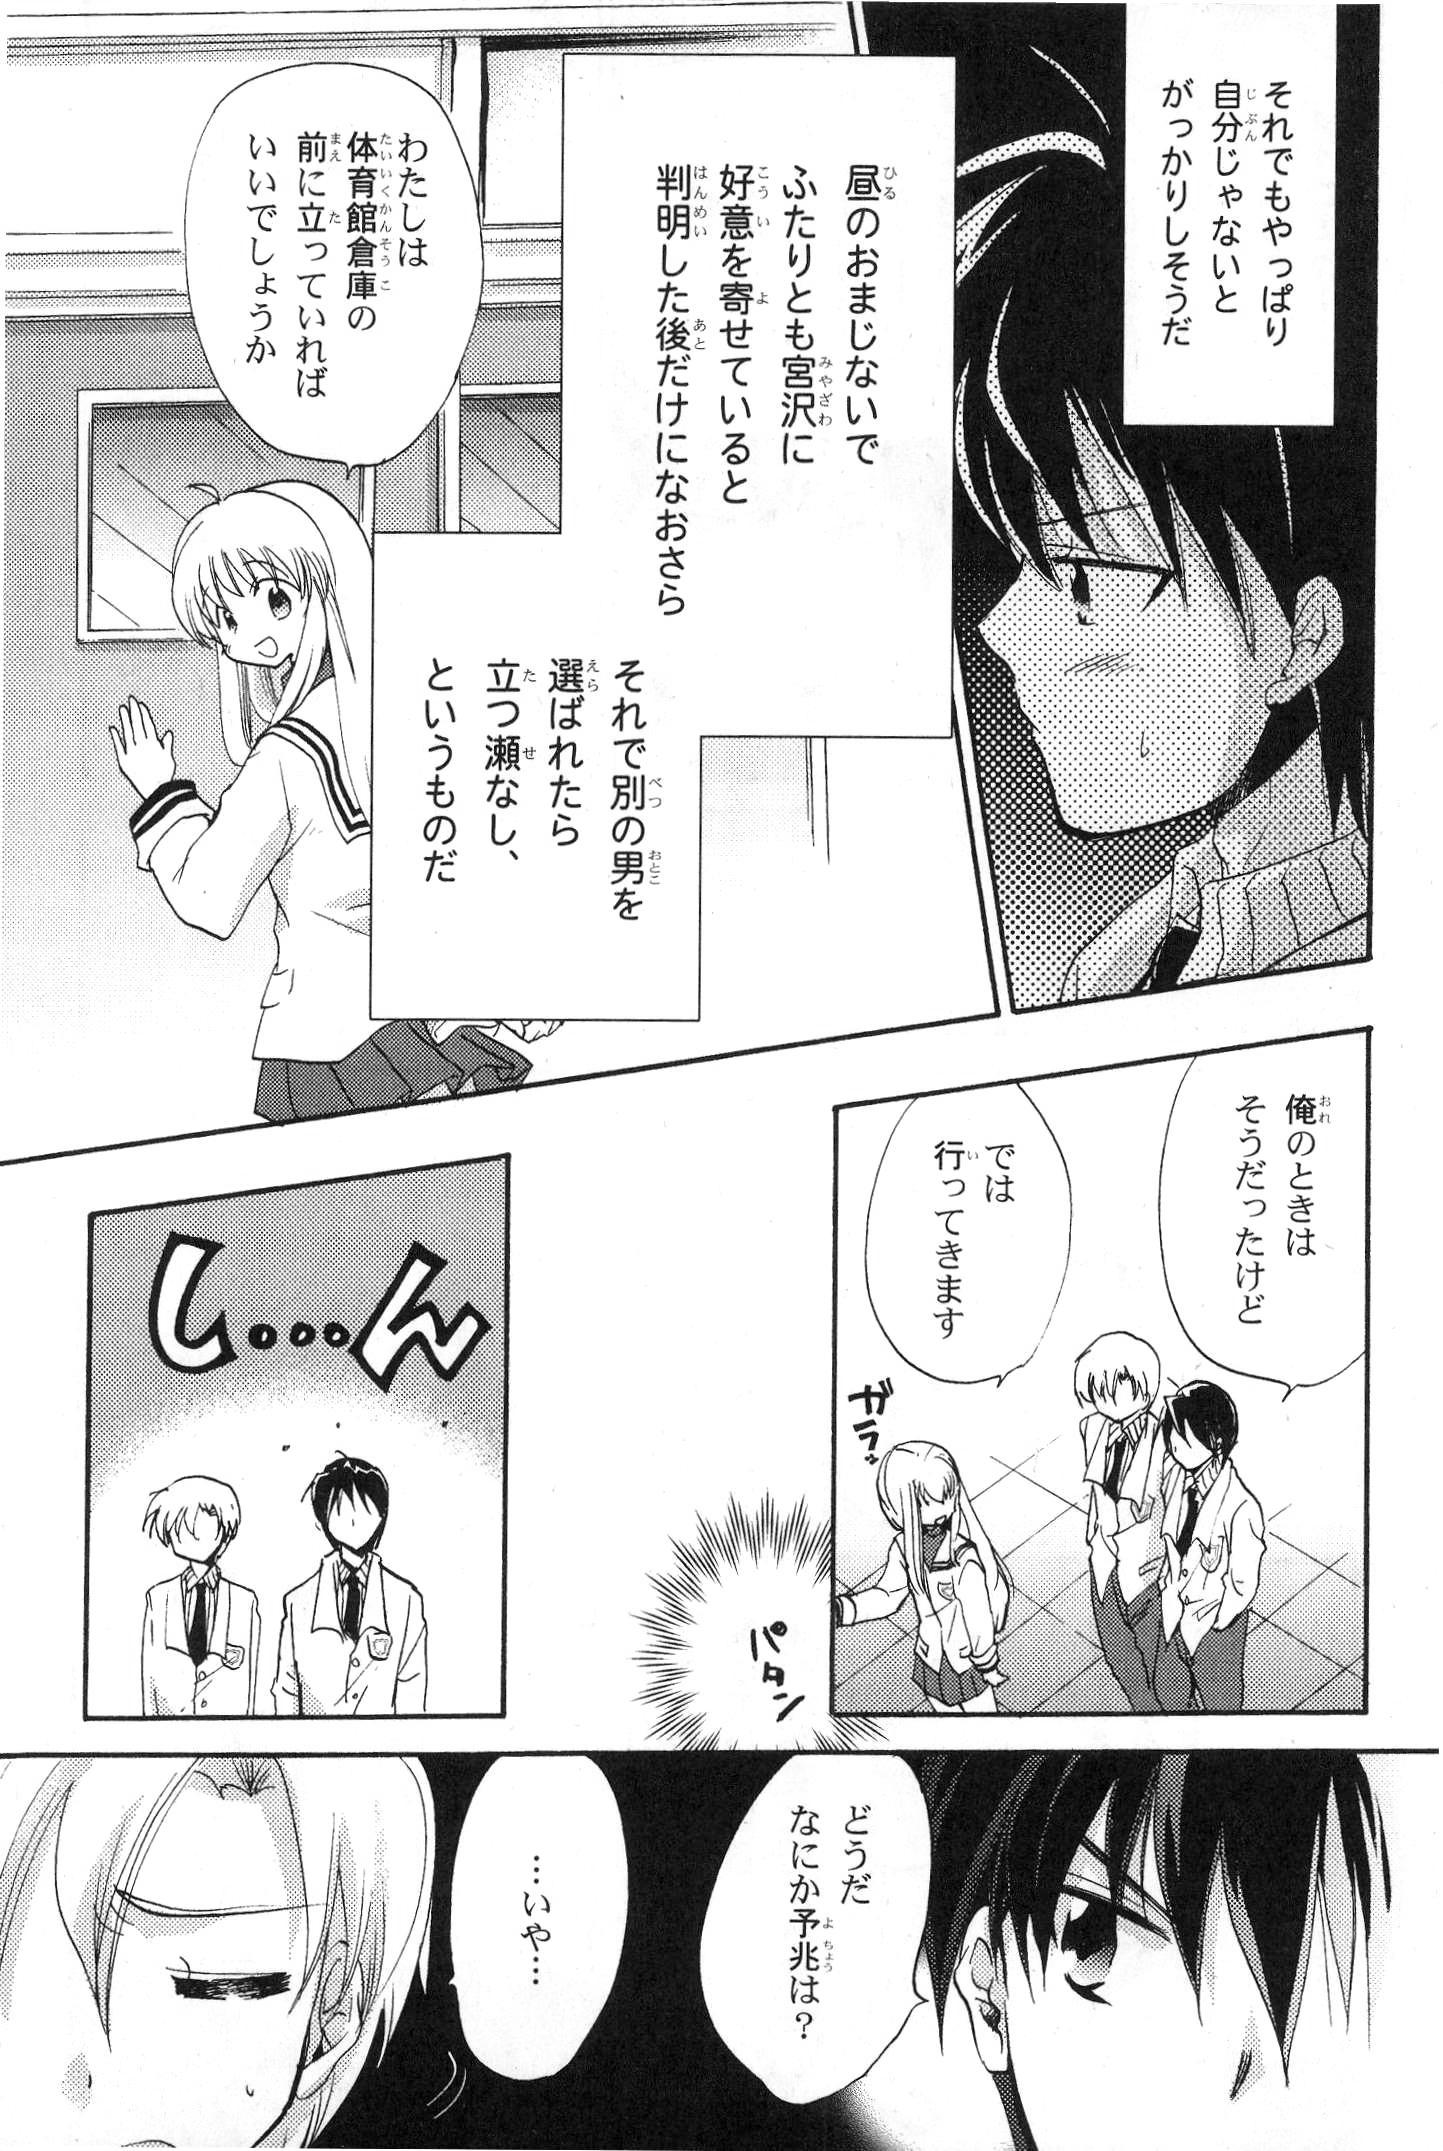 それでもやっぱり
自分じゃないと
がっかりしそうだ
昼のおまじないで
ふたりとも宮沢に
好意を寄せていると
判明した後だけになおさら
それで別の男を
選ばれたら
立つ瀬なし、
というものだ
わたしは
体育館倉庫の
前に立っていれば
いいでしょうか
俺のときは
そうだったけど
では
行ってきます
ガラッ
パタン
し...ん
どうだ
なにか予兆は?
…いや…